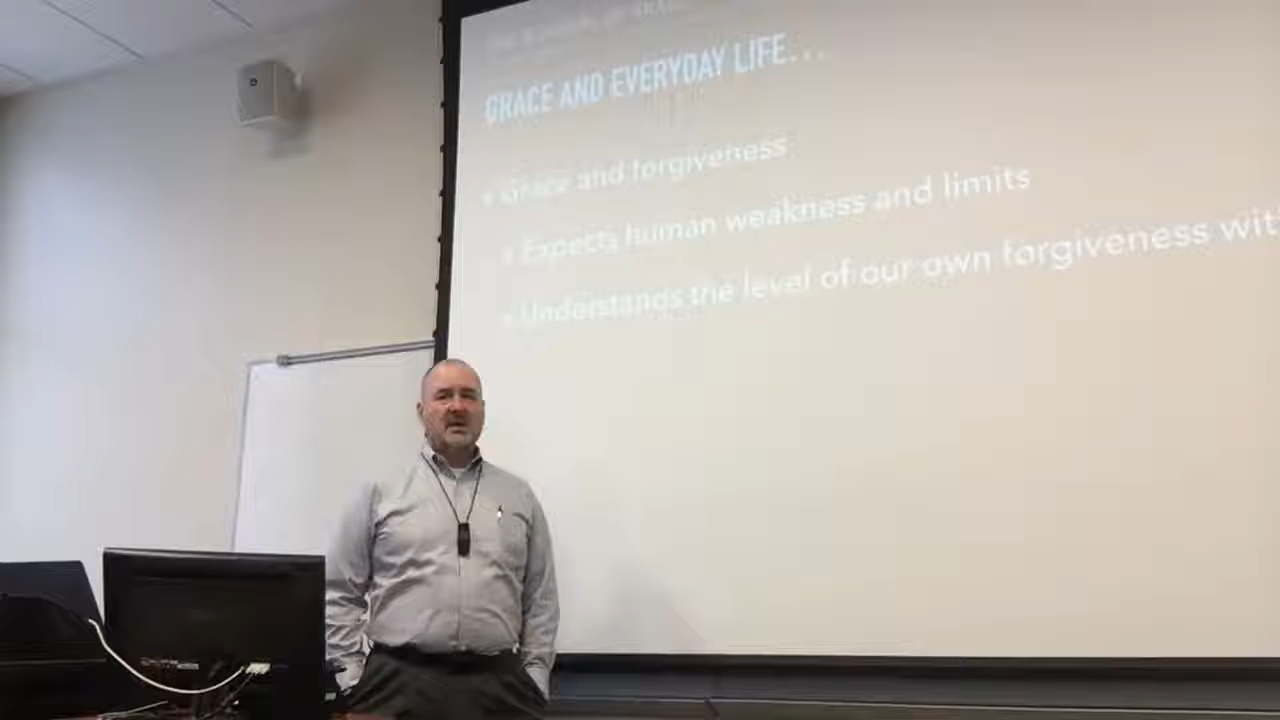 GRACE AND EVERYDAY LIFE...
Grace and forgiveness
Expects human weakness and limits
Understands the level of our own forgiveness wit